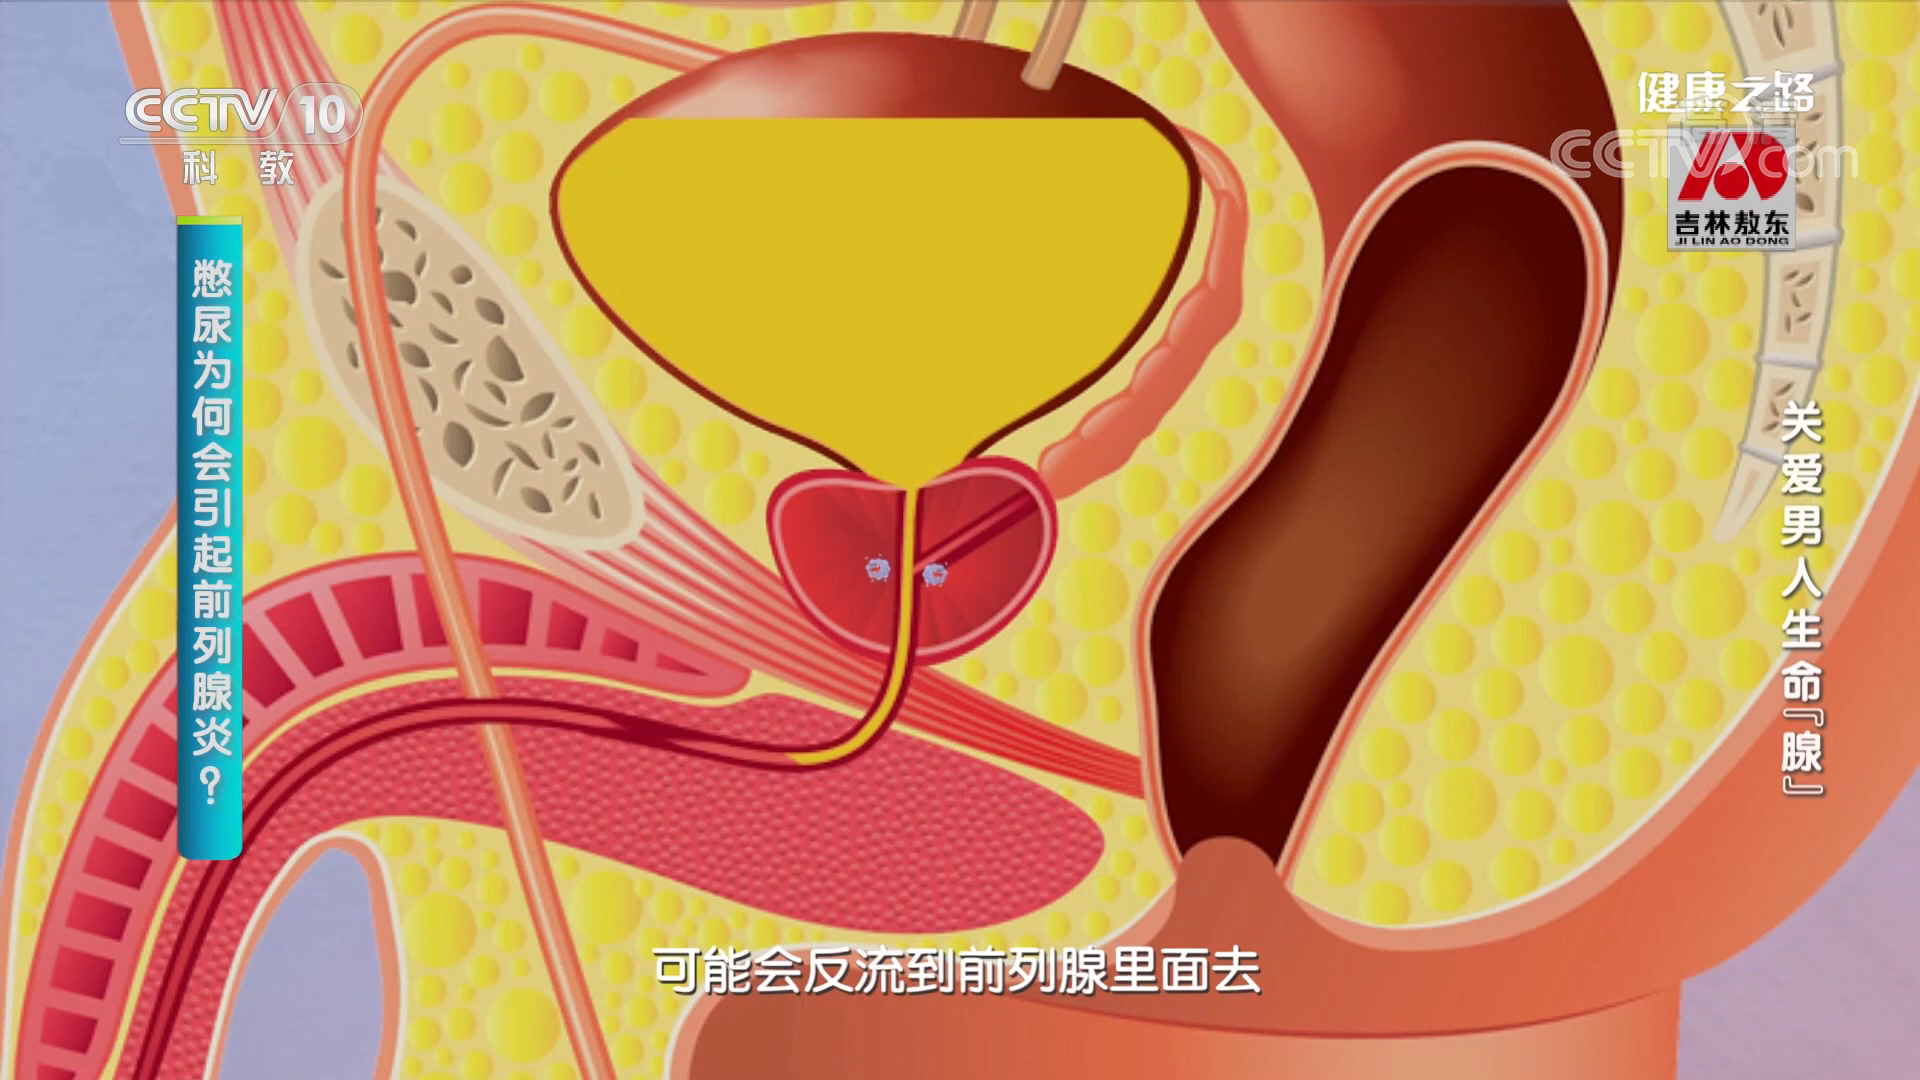 CCTV 10
科 教
健康之路
高清
CCTV.com
吉林敖东
JI LIN AO DONG
憋尿为何会引起前列腺炎？
关爱男人生命『腺』
可能会反流到前列腺里面去